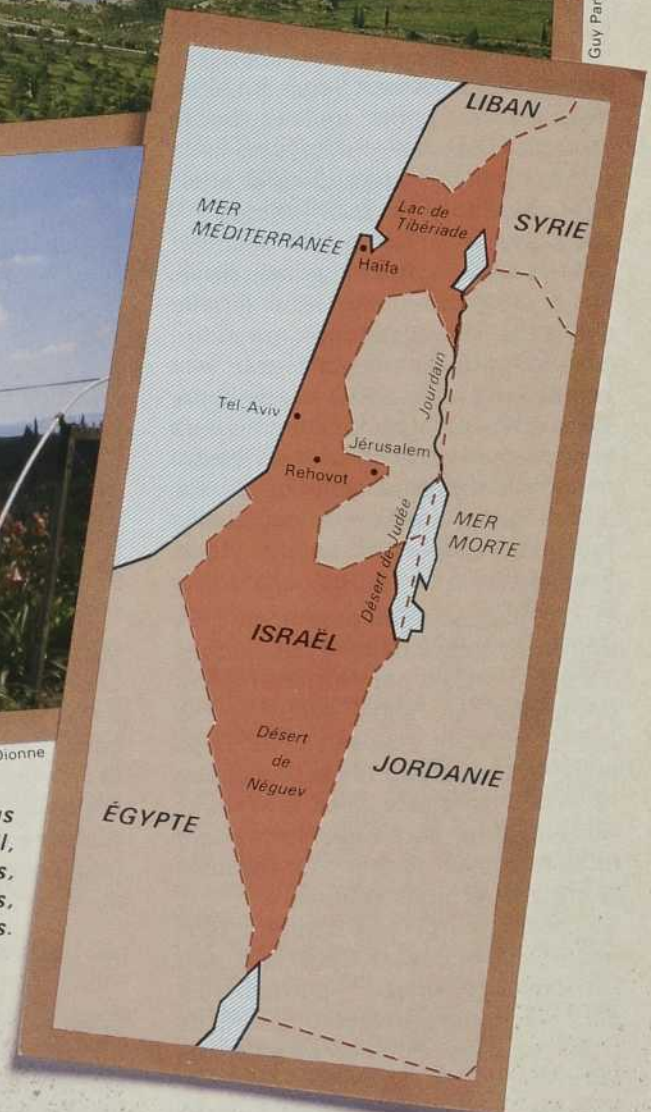 Guy Par
LIBAN
MER
MÉDITERRANÉE
Lac de
Tibériade
SYRIE
Haïfa
Jourdain
Tel-Aviv
Jérusalem
Rehovot
MER
MORTE
Désert de Judée
ISRAËL
Désert
de
Néguev
JORDANIE
ÉGYPTE
Dionne
us
l,
s,
s,
s.